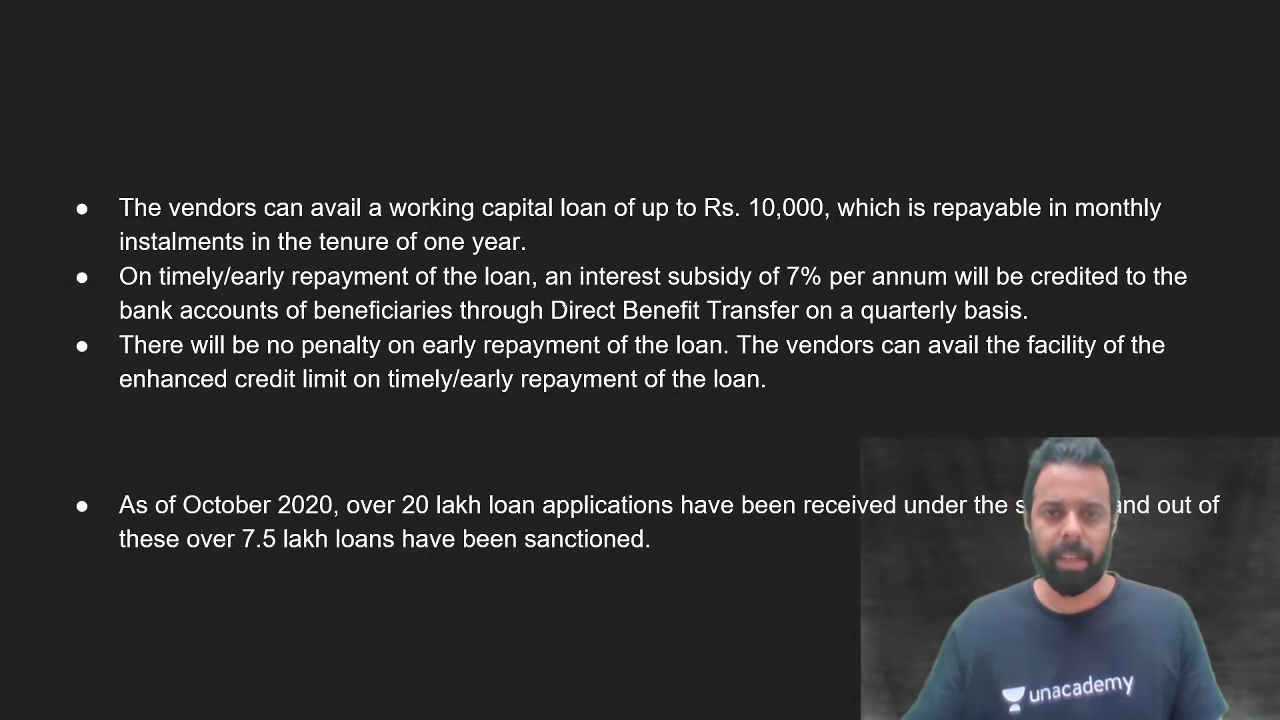 ● The vendors can avail a working capital loan of up to Rs. 10,000, which is repayable in monthly
instalments in the tenure of one year.
● On timely/early repayment of the loan, an interest subsidy of 7% per annum will be credited to the
bank accounts of beneficiaries through Direct Benefit Transfer on a quarterly basis.
● There will be no penalty on early repayment of the loan. The vendors can avail the facility of the
enhanced credit limit on timely/early repayment of the loan.
● As of October 2020, over 20 lakh loan applications have been received under the and out of
these over 7.5 lakh loans have been sanctioned.
unacademy